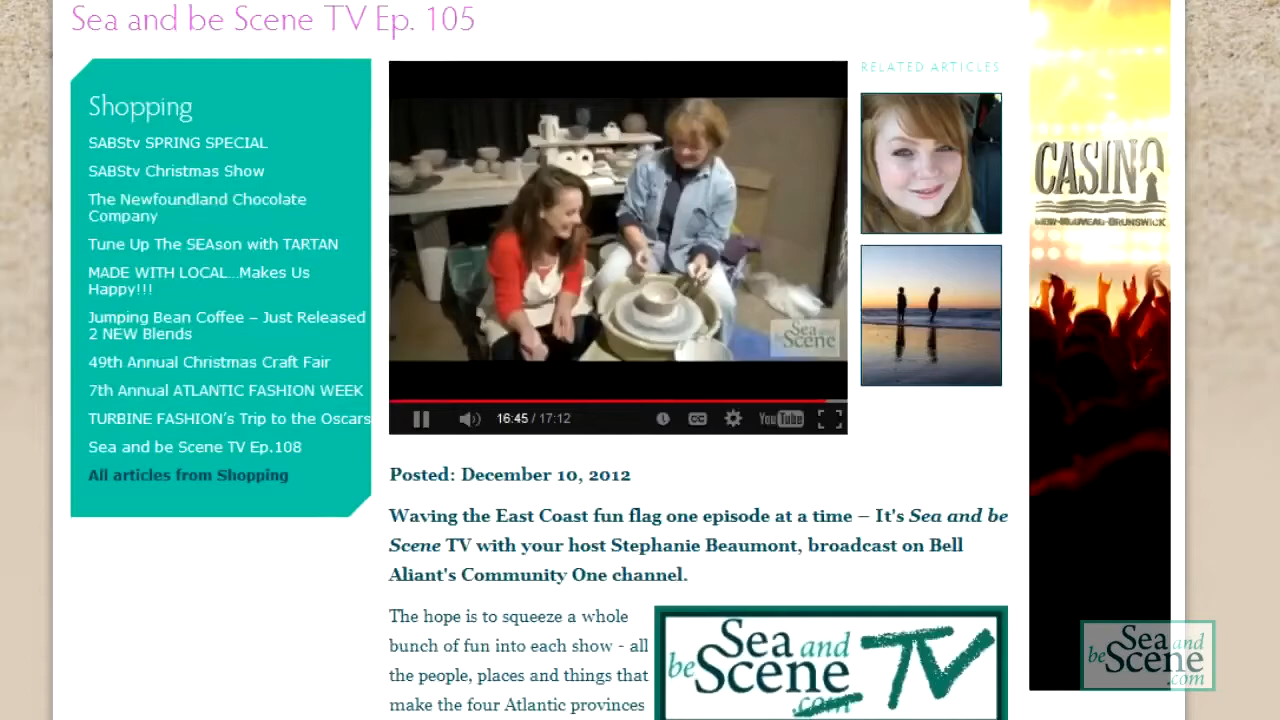 Sea and be Scene TV Ep. 105
Shopping
SABStv SPRING SPECIAL
SABStv Christmas Show
The Newfoundland Chocolate
Company
Tune Up The SEAson with TARTAN
MADE WITH LOCAL...Makes Us
Happy!!!
Jumping Bean Coffee – Just Released
2 NEW Blends
49th Annual Christmas Craft Fair
7th Annual ATLANTIC FASHION WEEK
TURBINE FASHION's Trip to the Oscars
Sea and be Scene TV Ep.108
All articles from Shopping
Sea and
be Scene
16:45 / 17:12
CC
YouTube
Posted: December 10, 2012
Waving the East Coast fun flag one episode at a time – It's Sea and be
Scene TV with your host Stephanie Beaumont, broadcast on Bell
Aliant's Community One channel.
The hope is to squeeze a whole
bunch of fun into each show - all
the people, places and things that
make the four Atlantic provinces
Sea and
be Scene TV
.com
RELATED ARTICLES
CASINO
NEW-NOUVEAU-BRUNSWICK
Sea and
be Scene
.com